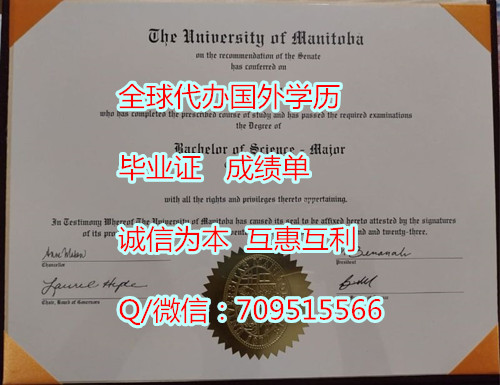 The University of Manitoba
on the recommendation of the Senate
has conferred on
全球代办国外学历
who has completed the prescribed course of study and has passed the required examinations
the Degree of
Bachelor of Science - Major
毕业证 成绩单
with all the rights and privileges thereto appertaining.
In Testimony Whereof The University of Manitoba has caused its seal to be affixed hereto attested by the signatures
of its pro and twenty-three.
诚信为本 互惠互利
Chancellor
President
Chair, Board of Governors
Q/微信：709515566